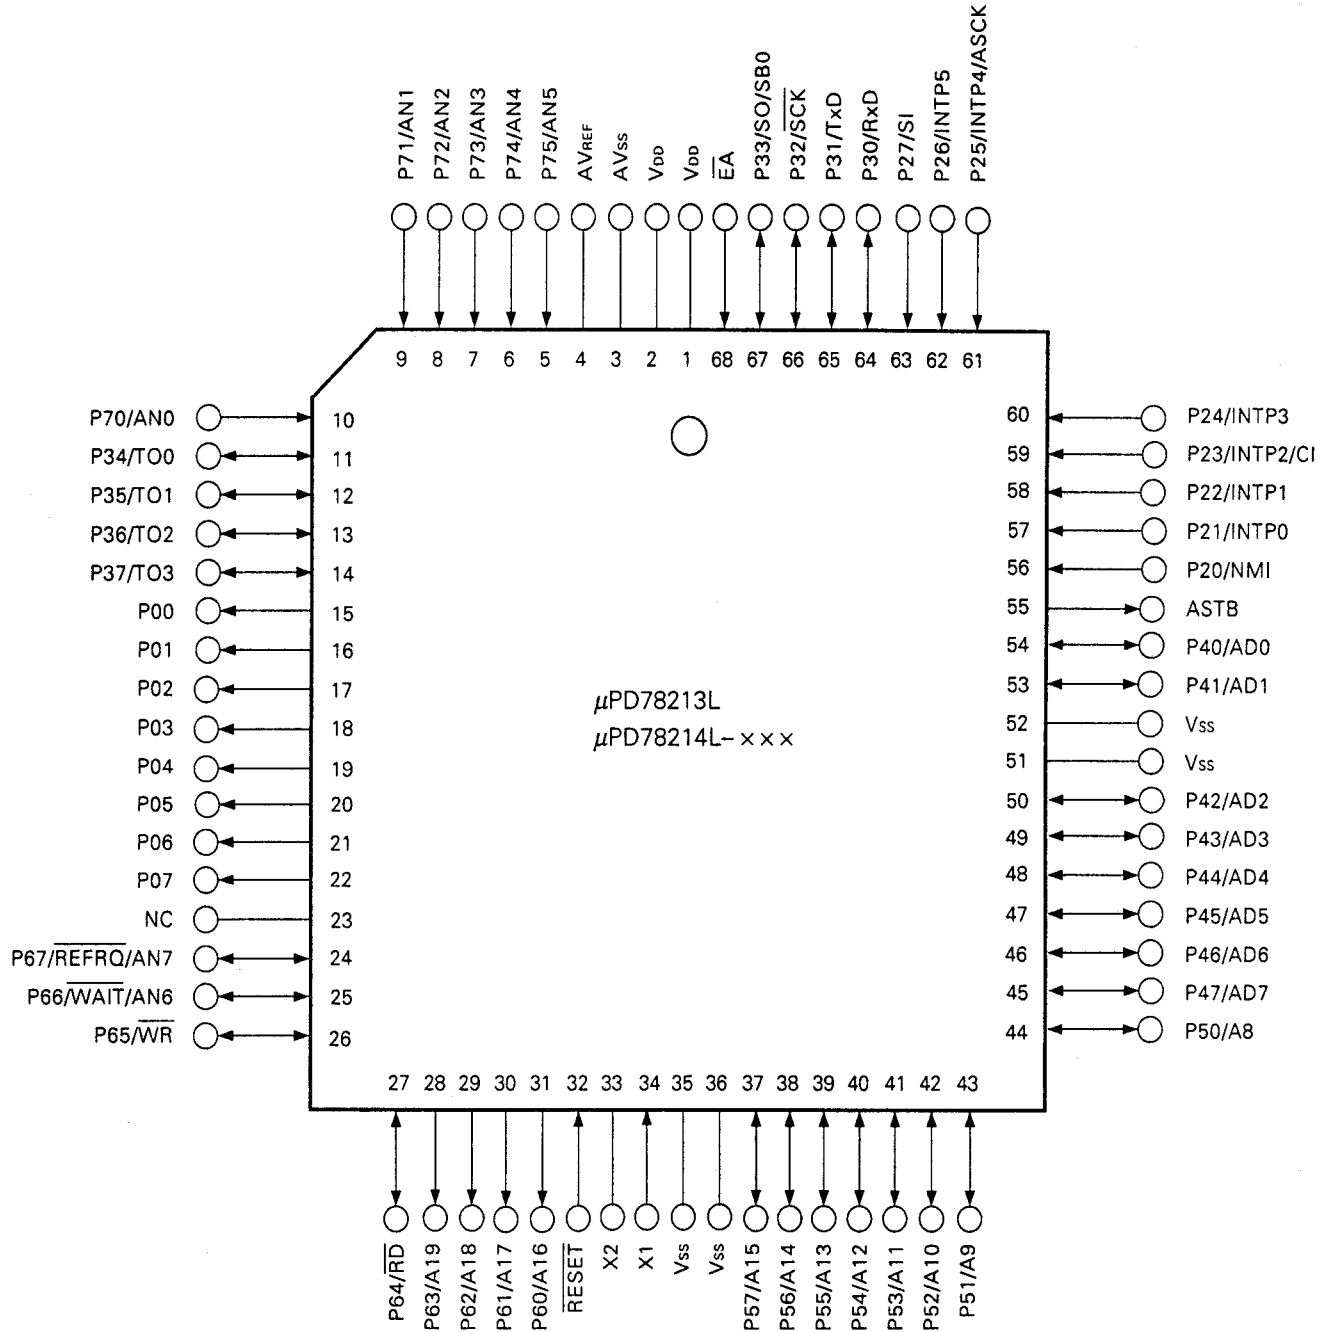 P71/AN1
P72/AN2
P73/AN3
P74/AN4
P75/AN5
AVREF
AVss
VDD
VDD
EA
P33/SO/SB0
P32/SCK
P31/TxD
P30/RxD
P27/SI
P26/INTP5
P25/INTP4/ASCK
9 8 7 6 5 4 3 2 1 68 67 66 65 64 63 62 61
P70/AN0 10
P34/TO0 11
P35/TO1 12
P36/TO2 13
P37/TO3 14
P00 15
P01 16
P02 17
P03 18
P04 19
P05 20
P06 21
P07 22
NC 23
P67/REFRQ/AN7 24
P66/WAIT/AN6 25
P65/WR 26
μPD78213L
μPD78214L-×××
60 P24/INTP3
59 P23/INTP2/CI
58 P22/INTP1
57 P21/INTP0
56 P20/NMI
55 ASTB
54 P40/AD0
53 P41/AD1
52 Vss
51 Vss
50 P42/AD2
49 P43/AD3
48 P44/AD4
47 P45/AD5
46 P46/AD6
45 P47/AD7
44 P50/A8
27 28 29 30 31 32 33 34 35 36 37 38 39 40 41 42 43
P64/RD
P63/A19
P62/A18
P61/A17
P60/A16
RESET
X2
X1
Vss
Vss
P57/A15
P56/A14
P55/A13
P54/A12
P53/A11
P52/A10
P51/A9